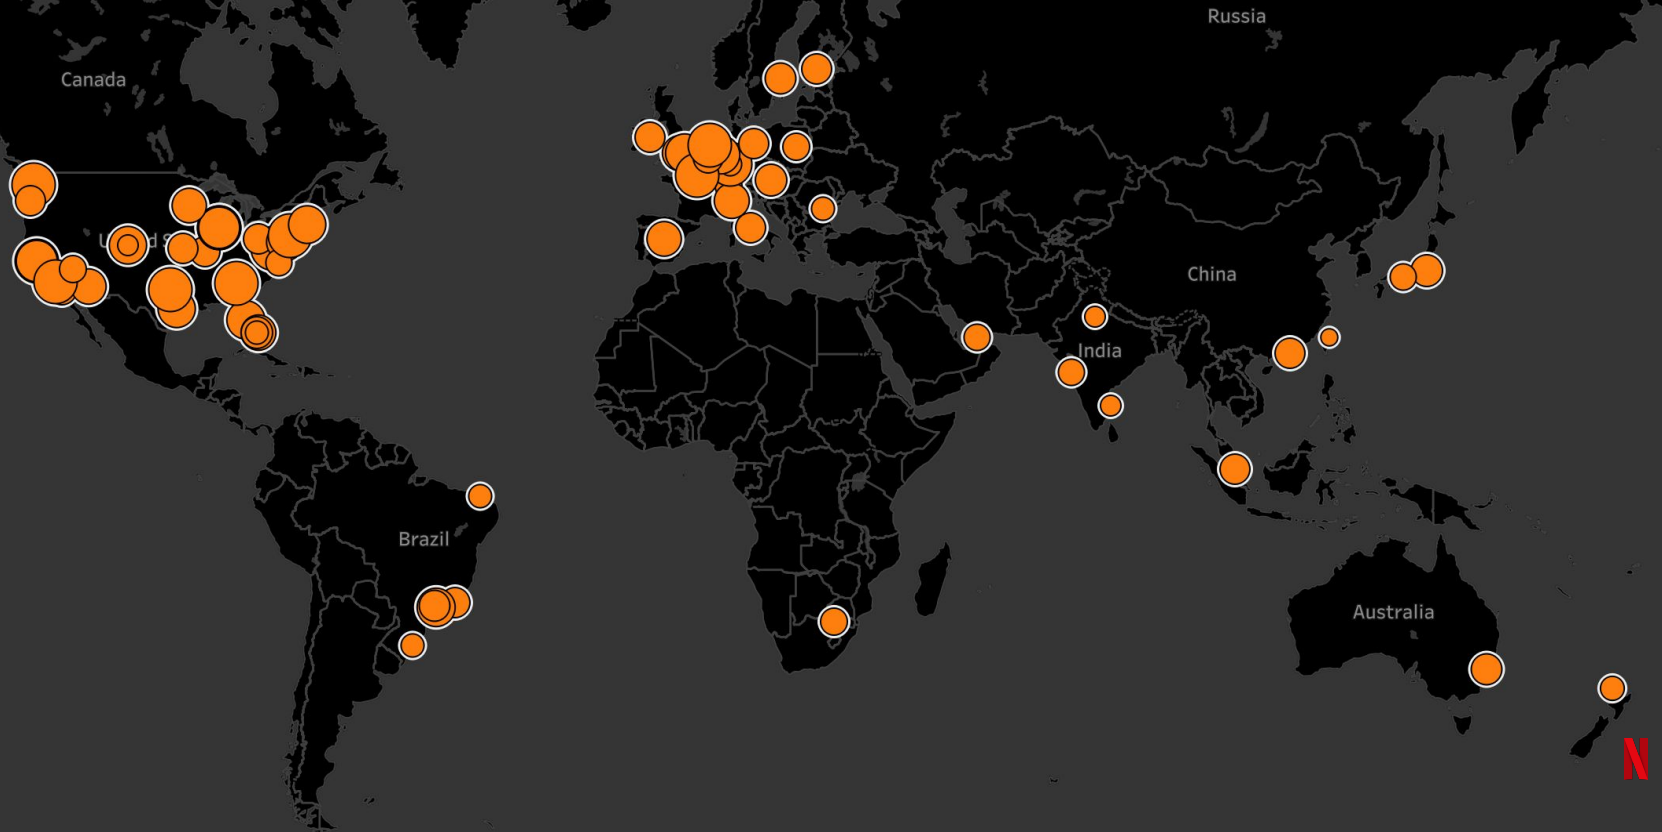 Russia
Canada
U d S
China
India
Brazil
Australia
N